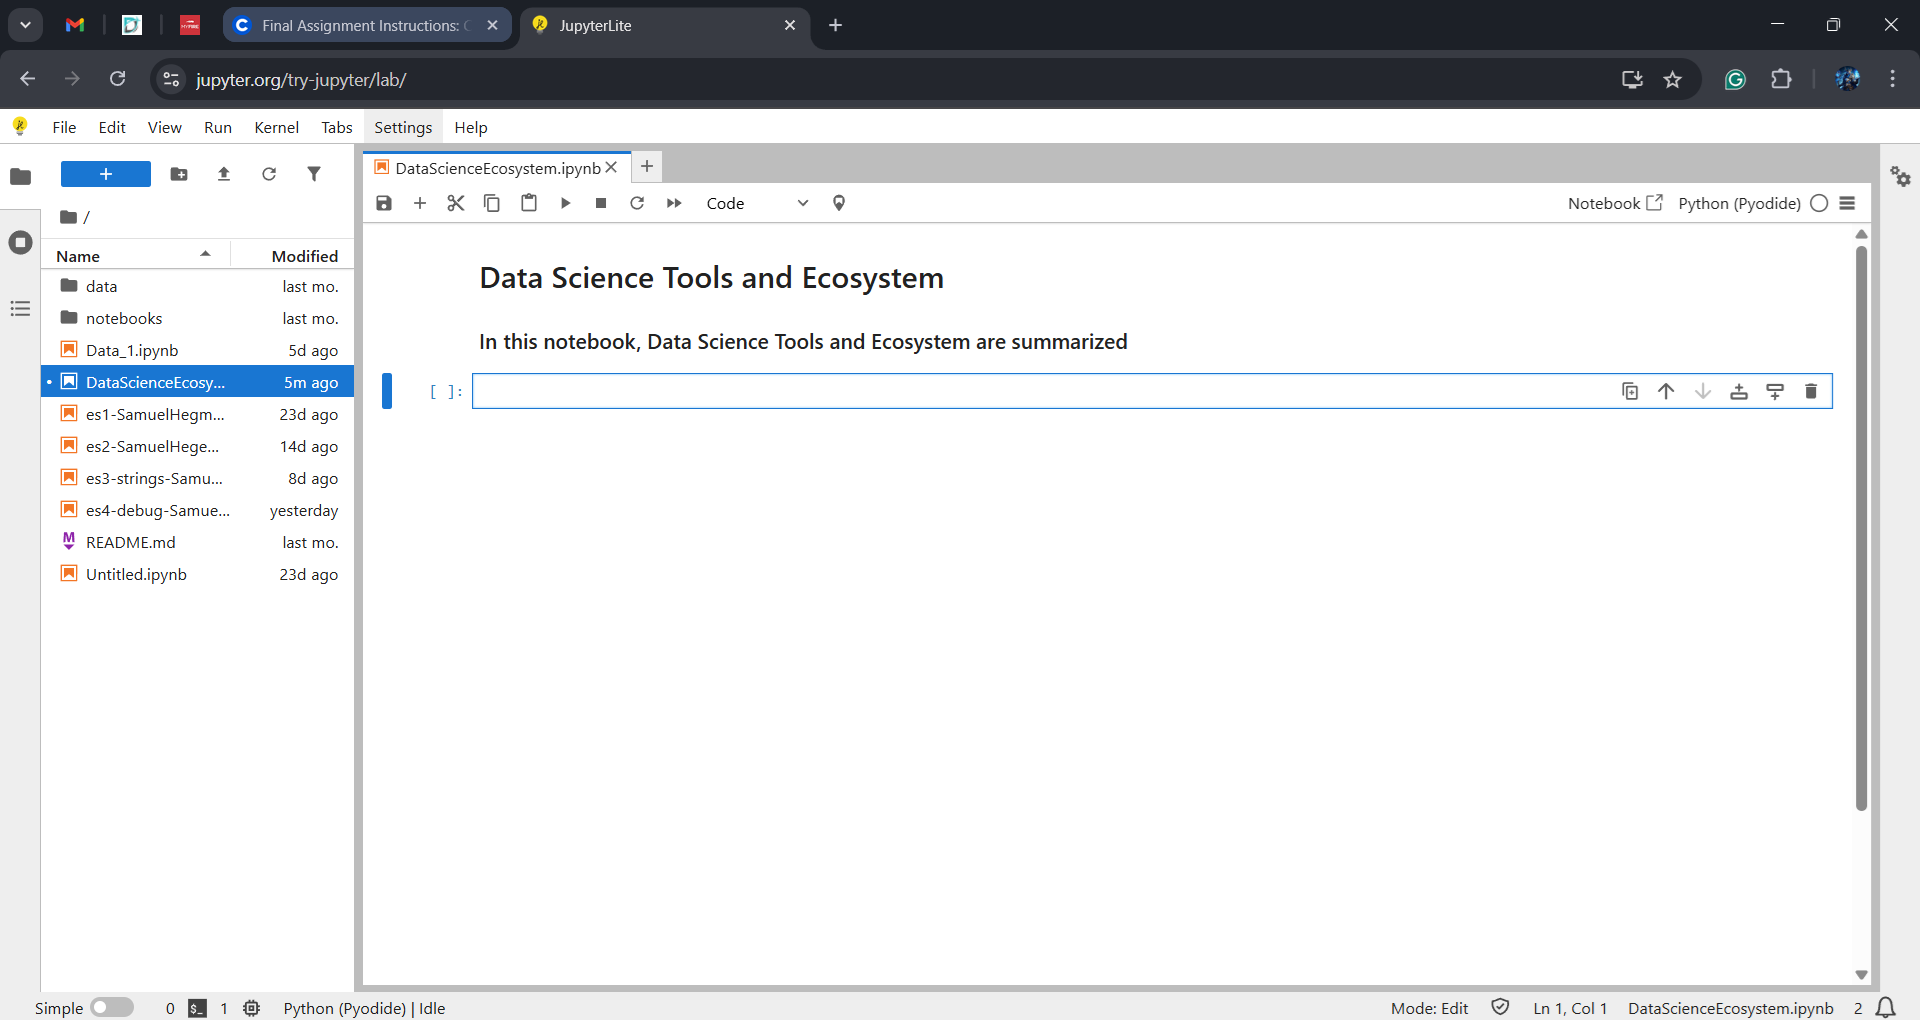 Final Assignment Instructions: C
JupyterLite
jupyter.org/try-jupyter/lab/
File Edit View Run Kernel Tabs Settings Help
DataScienceEcosystem.ipynb
Code
Notebook
Python (Pyodide)
/
Name Modified
data last mo.
notebooks last mo.
Data_1.ipynb 5d ago
DataScienceEcosy... 5m ago
es1-SamuelHegm... 23d ago
es2-SamuelHege... 14d ago
es3-strings-Samu... 8d ago
es4-debug-Samue... yesterday
README.md last mo.
Untitled.ipynb 23d ago
Data Science Tools and Ecosystem
In this notebook, Data Science Tools and Ecosystem are summarized
[ ]:
Simple 0 1 Python (Pyodide) | Idle Mode: Edit Ln 1, Col 1 DataScienceEcosystem.ipynb 2